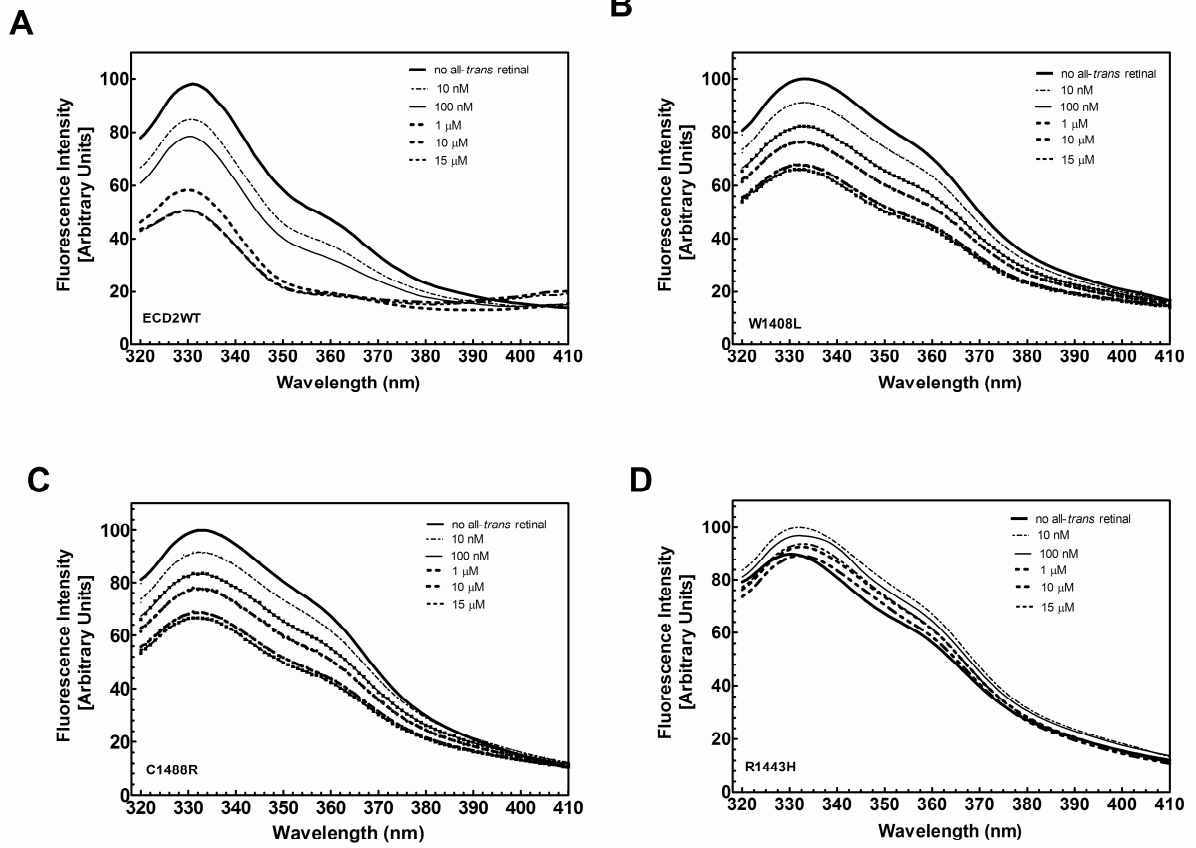 A
Fluorescence Intensity
[Arbitrary Units]
100
80
60
40
20
0
no all-trans retinal
10 nM
100 nM
1 μM
10 μM
15 μM
ECD2WT
320 330 340 350 360 370 380 390 400 410
Wavelength (nm)
B
Fluorescence Intensity
[Arbitrary Units]
100
80
60
40
20
0
no all-trans retinal
10 nM
100 nM
1 μM
10 μM
15 μM
W1408L
320 330 340 350 360 370 380 390 400 410
Wavelength (nm)
C
Fluorescence Intensity
[Arbitrary Units]
100
80
60
40
20
0
no all-trans retinal
10 nM
100 nM
1 μM
10 μM
15 μM
C1488R
320 330 340 350 360 370 380 390 400 410
Wavelength (nm)
D
Fluorescence Intensity
[Arbitrary Units]
100
80
60
40
20
0
no all-trans retinal
10 nM
100 nM
1 μM
10 μM
15 μM
R1443H
320 330 340 350 360 370 380 390 400 410
Wavelength (nm)